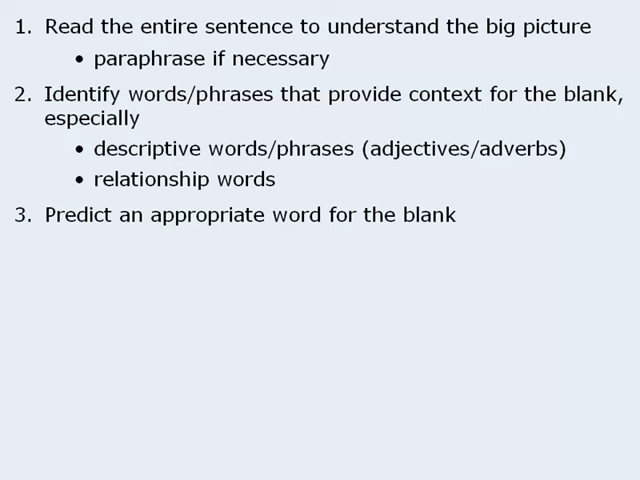 1. Read the entire sentence to understand the big picture
• paraphrase if necessary
2. Identify words/phrases that provide context for the blank,
especially
• descriptive words/phrases (adjectives/adverbs)
• relationship words
3. Predict an appropriate word for the blank